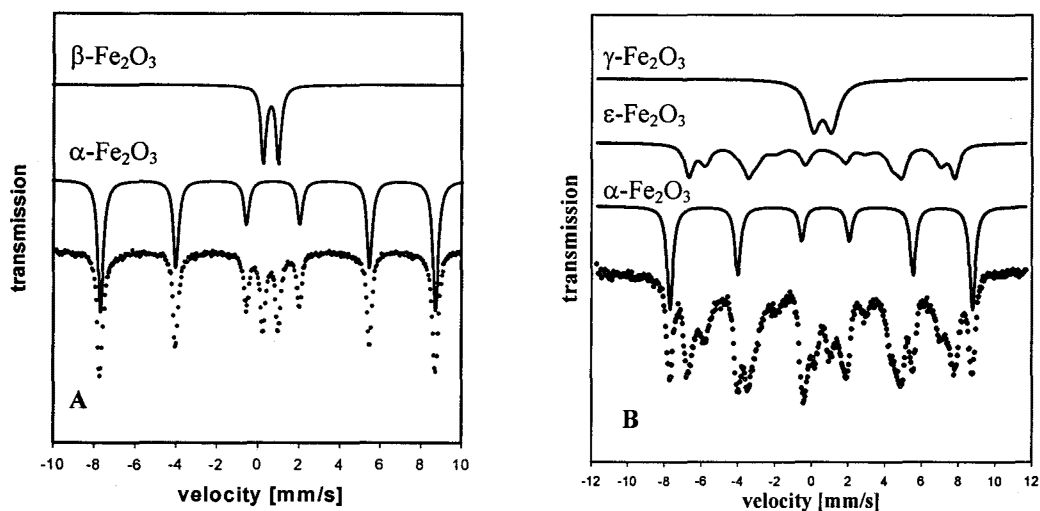 β-Fe₂O₃
α-Fe₂O₃
transmission
A
-10 -8 -6 -4 -2 0 2 4 6 8 10
velocity [mm/s]
γ-Fe₂O₃
ε-Fe₂O₃
α-Fe₂O₃
transmission
B
-12 -10 -8 -6 -4 -2 0 2 4 6 8 10 12
velocity [mm/s]